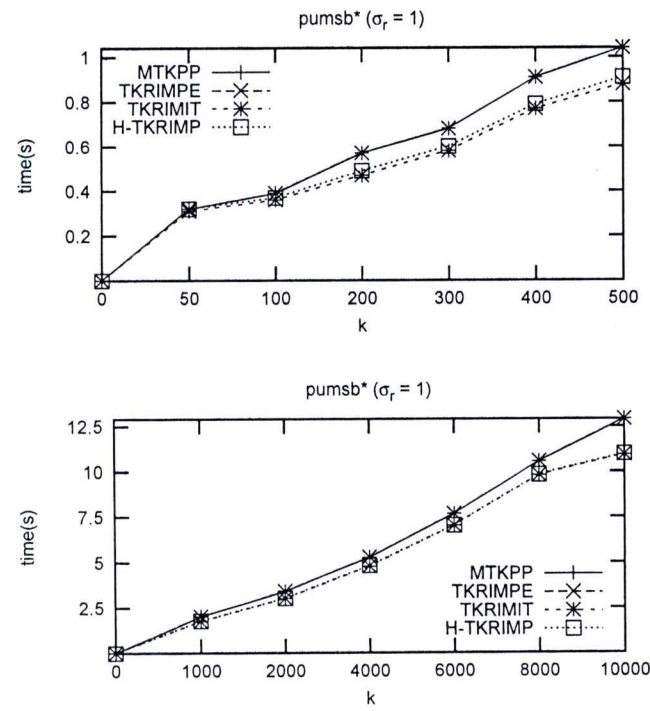 pumsb* (σr = 1)
1
0.8
0.6
0.4
0.2
time(s)
MTKPP
TKRIMPE
TKRIMIT
H-TKRIMP
0 50 100 200 300 400 500
k
pumsb* (σr = 1)
12.5
10
7.5
5
2.5
time(s)
MTKPP
TKRIMPE
TKRIMIT
H-TKRIMP
0 1000 2000 4000 6000 8000 10000
k